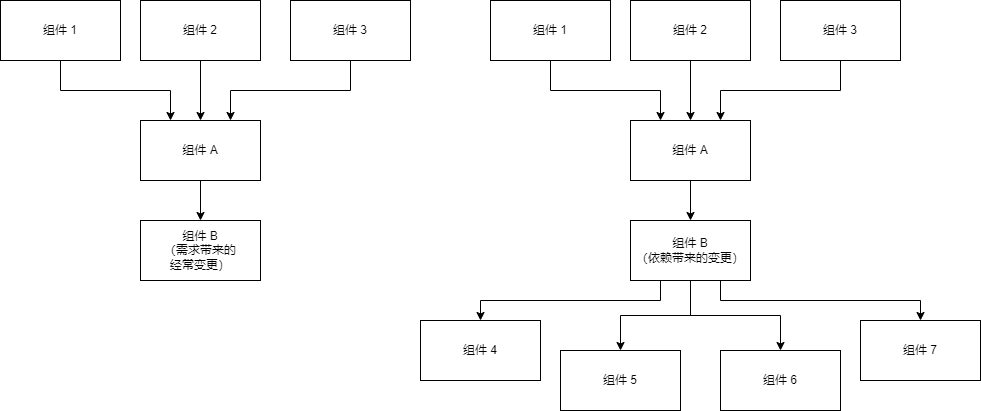 组件 1
组件 2
组件 3
组件 A
组件 B
（需求带来的
经常变更）
组件 1
组件 2
组件 3
组件 A
组件 B
（依赖带来的变更）
组件 4
组件 5
组件 6
组件 7